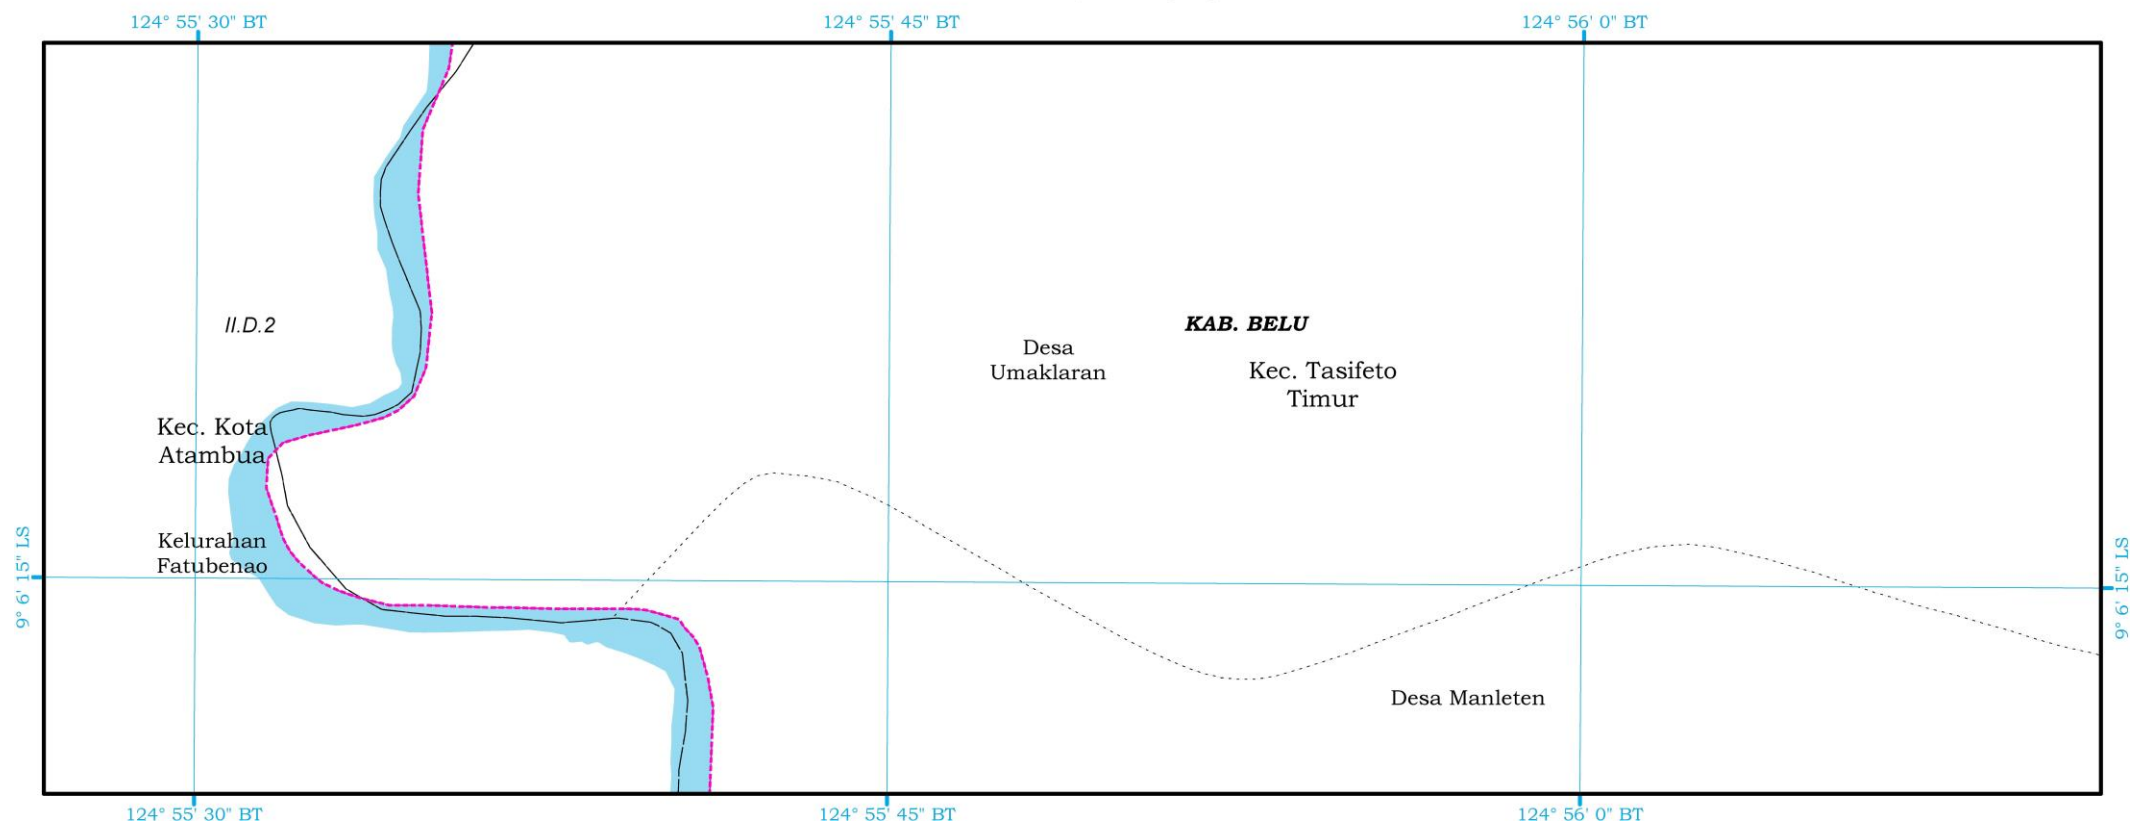 124° 55' 30" BT
124° 55' 45" BT
124° 56' 0" BT
II.D.2
KAB. BELU
Desa
Umaklaran
Kec. Tasifeto
Timur
Kec. Kota
Atambua
Kelurahan
Fatubenao
9° 6' 15" LS
9° 6' 15" LS
Desa Manleten
124° 55' 30" BT
124° 55' 45" BT
124° 56' 0" BT